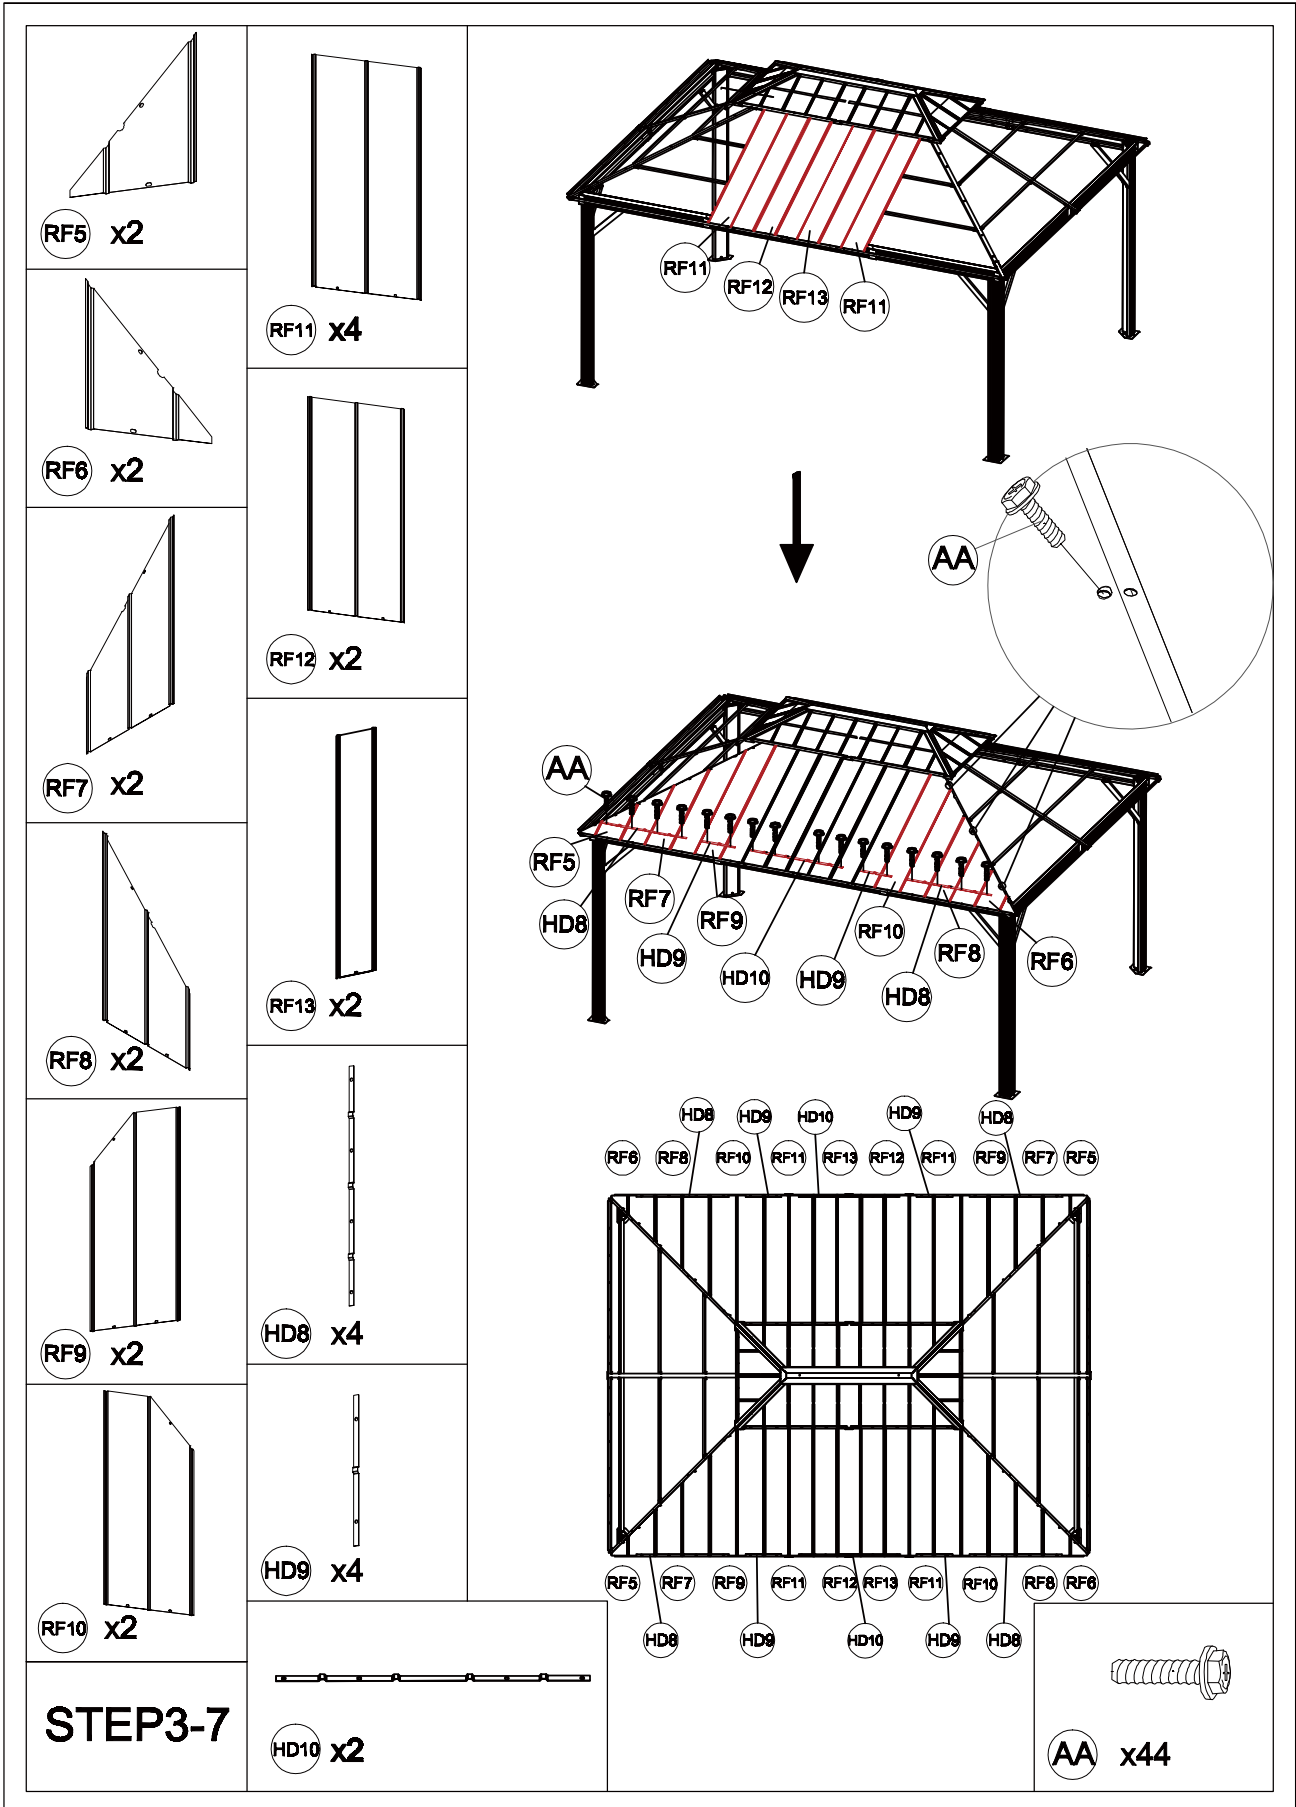 RF5 x2
RF6 x2
RF7 x2
RF8 x2
RF9 x2
RF10 x2
STEP3-7
RF11 x4
RF12 x2
RF13 x2
HD8 x4
HD9 x4
HD10 x2
RF11
RF12
RF13
RF11
AA
AA
RF5
HD8
RF7
HD9
RF9
HD10
HD9
RF10
HD8
RF8
RF6
HD8 HD9 HD10 HD9 HD8
RF6 RF8 RF10 RF11 RF13 RF12 RF11 RF9 RF7 RF5
RF5 RF7 RF9 RF11 RF12 RF13 RF11 RF10 RF8 RF6
HD8 HD9 HD10 HD9 HD8
AA x44